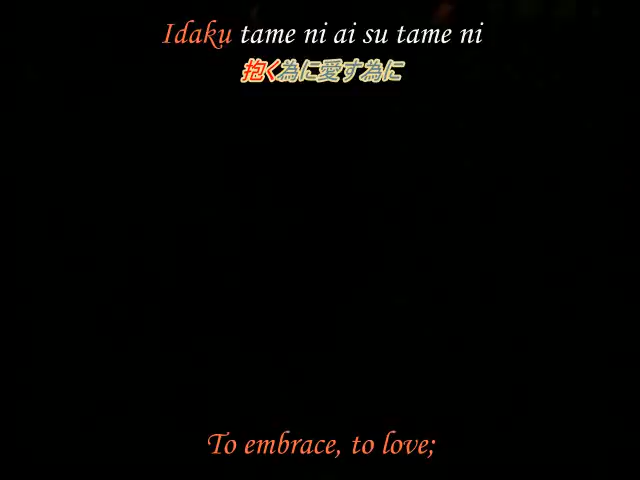 Idaku tame ni ai su tame ni
抱く為に愛す為に
To embrace, to love;